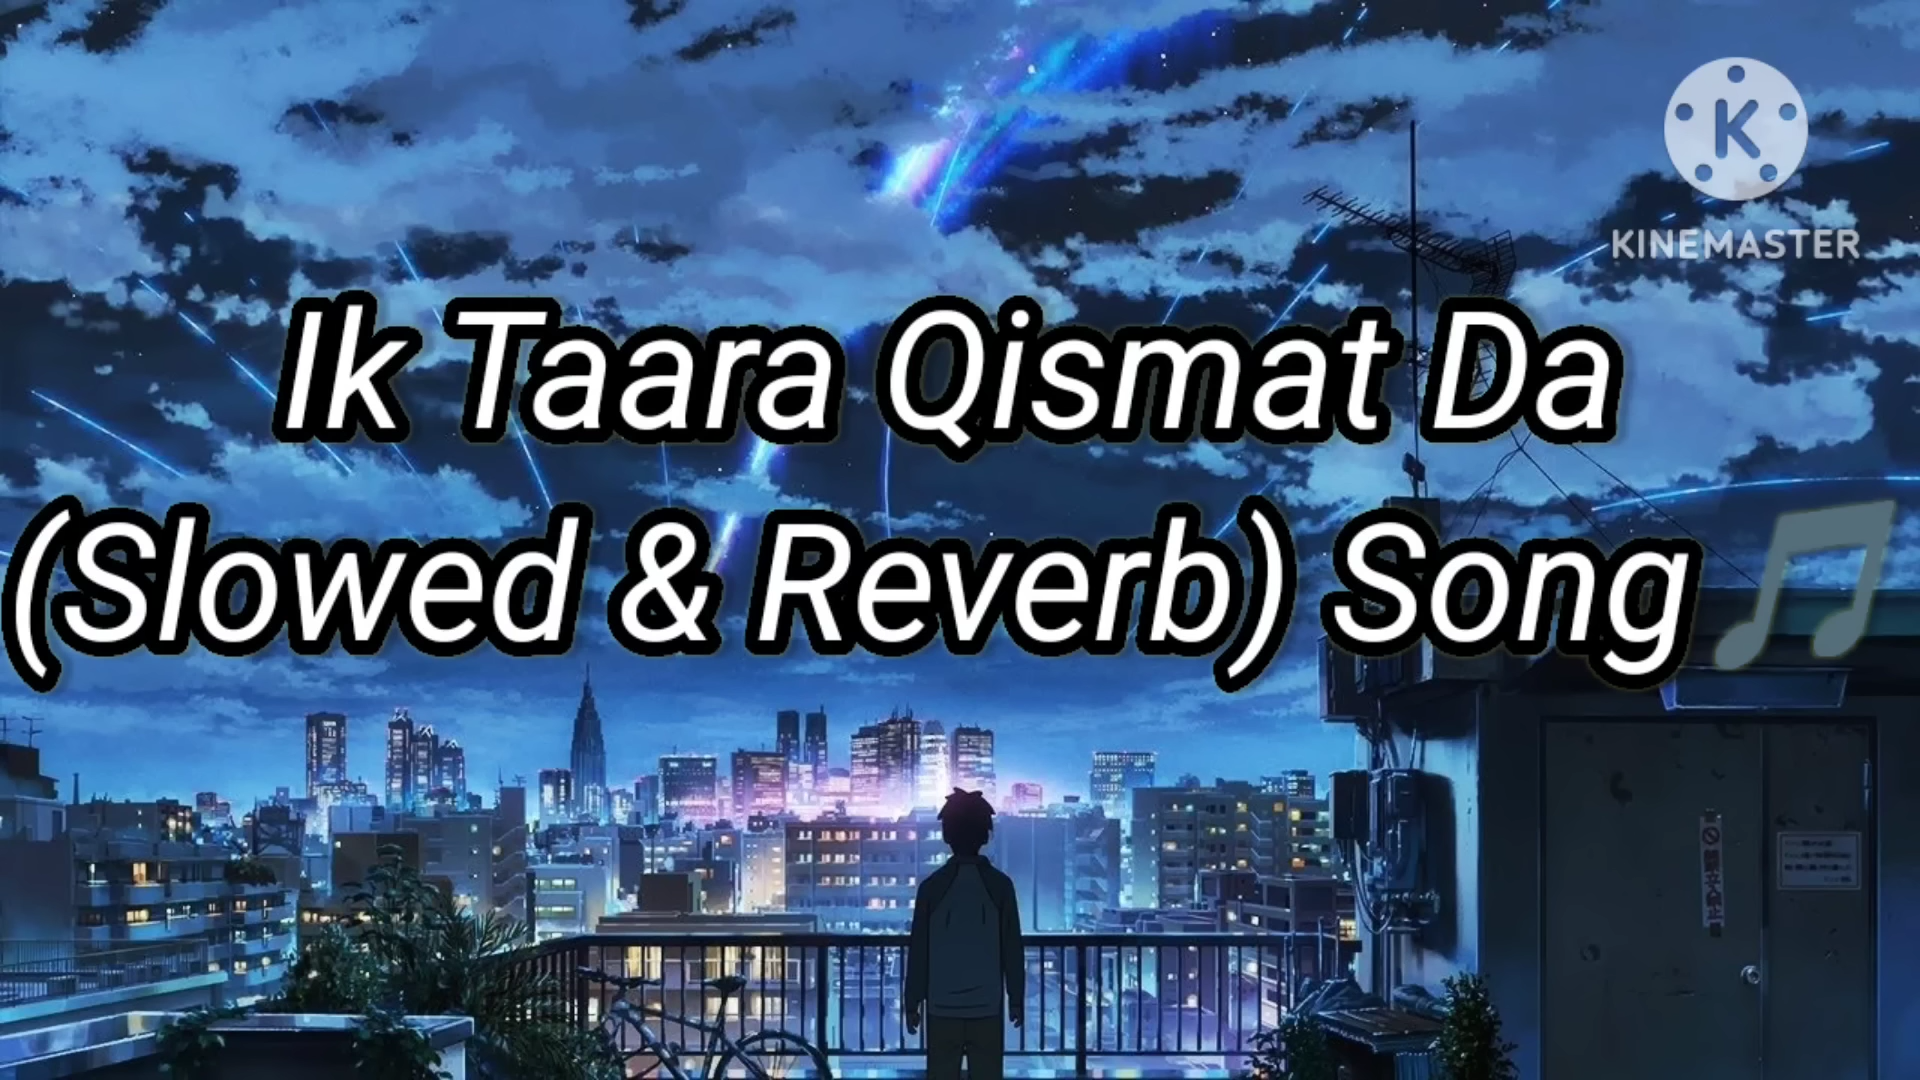 K
KINEMASTER
Ik Taara Qismat Da
(Slowed & Reverb) Song 🎵